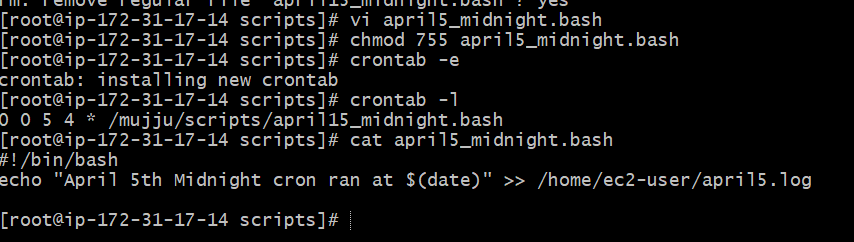 rm: remove regular file 'april5_midnight.bash'? yes
[root@ip-172-31-17-14 scripts]# vi april5_midnight.bash
[root@ip-172-31-17-14 scripts]# chmod 755 april5_midnight.bash
[root@ip-172-31-17-14 scripts]# crontab -e
crontab: installing new crontab
[root@ip-172-31-17-14 scripts]# crontab -l
0 0 5 4 * /mujju/scripts/april15_midnight.bash
[root@ip-172-31-17-14 scripts]# cat april5_midnight.bash
#!/bin/bash
echo "April 5th Midnight cron ran at $(date)" >> /home/ec2-user/april5.log
[root@ip-172-31-17-14 scripts]#